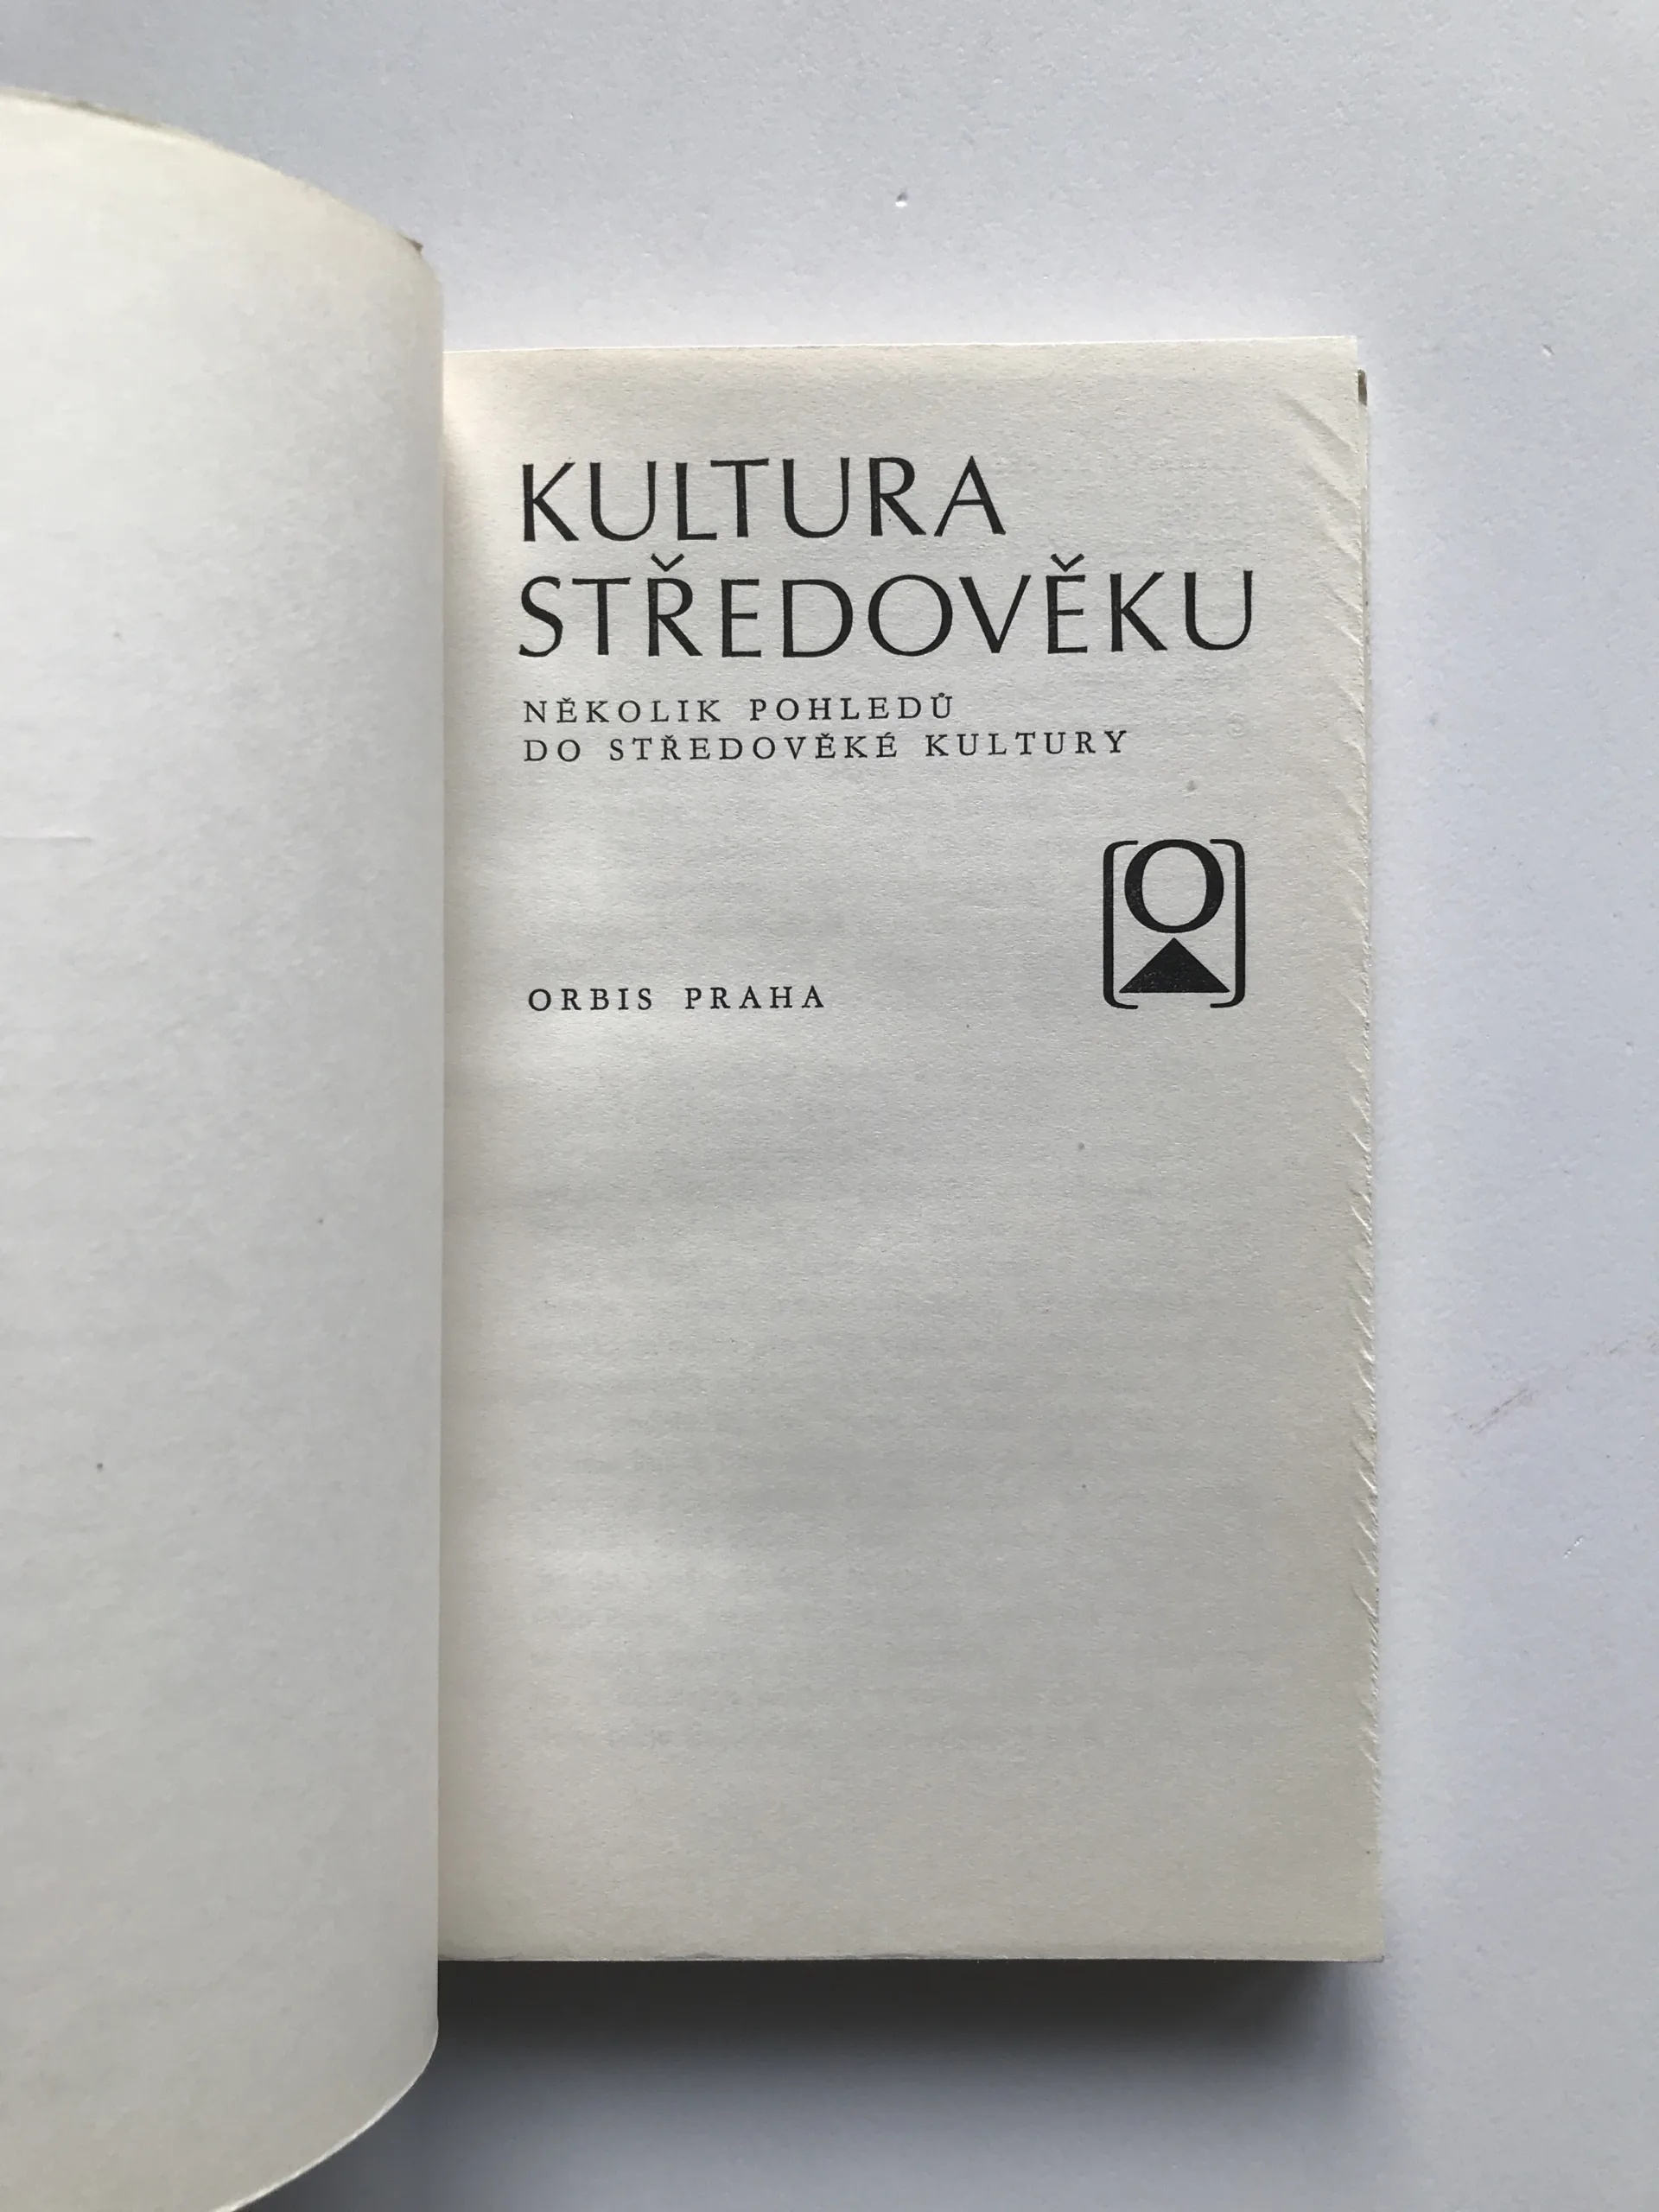 KULTURA
STŘEDOVĚKU
NĚKOLIK POHLEDŮ
DO STŘEDOVĚKÉ KULTURY
O
ORBIS PRAHA